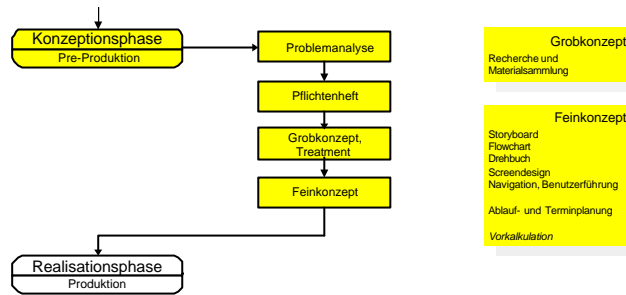 Konzeptionsphase
Pre-Produktion
Problemanalyse
Pflichtenheft
Grobkonzept,
Treatment
Feinkonzept
Realisationsphase
Produktion
Grobkonzept
Recherche und
Materialsammlung
Feinkonzept
Storyboard
Flowchart
Drehbuch
Screendesign
Navigation, Benutzerführung
Ablauf- und Terminplanung
Vorkalkulation